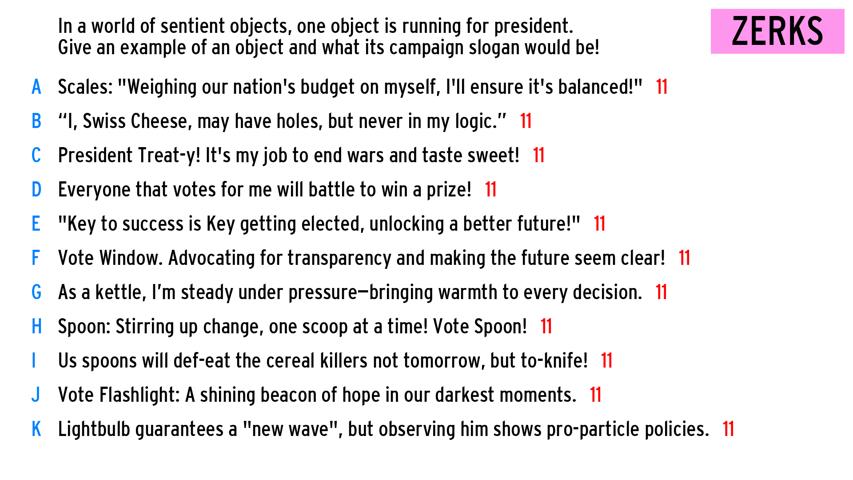 In a world of sentient objects, one object is running for president.
Give an example of an object and what its campaign slogan would be!
ZERKS
A Scales: "Weighing our nation's budget on myself, I'll ensure it's balanced!" 11
B “I, Swiss Cheese, may have holes, but never in my logic.” 11
C President Treat-y! It's my job to end wars and taste sweet! 11
D Everyone that votes for me will battle to win a prize! 11
E "Key to success is Key getting elected, unlocking a better future!" 11
F Vote Window. Advocating for transparency and making the future seem clear! 11
G As a kettle, I’m steady under pressure—bringing warmth to every decision. 11
H Spoon: Stirring up change, one scoop at a time! Vote Spoon! 11
I Us spoons will def-eat the cereal killers not tomorrow, but to-knife! 11
J Vote Flashlight: A shining beacon of hope in our darkest moments. 11
K Lightbulb guarantees a "new wave", but observing him shows pro-particle policies. 11